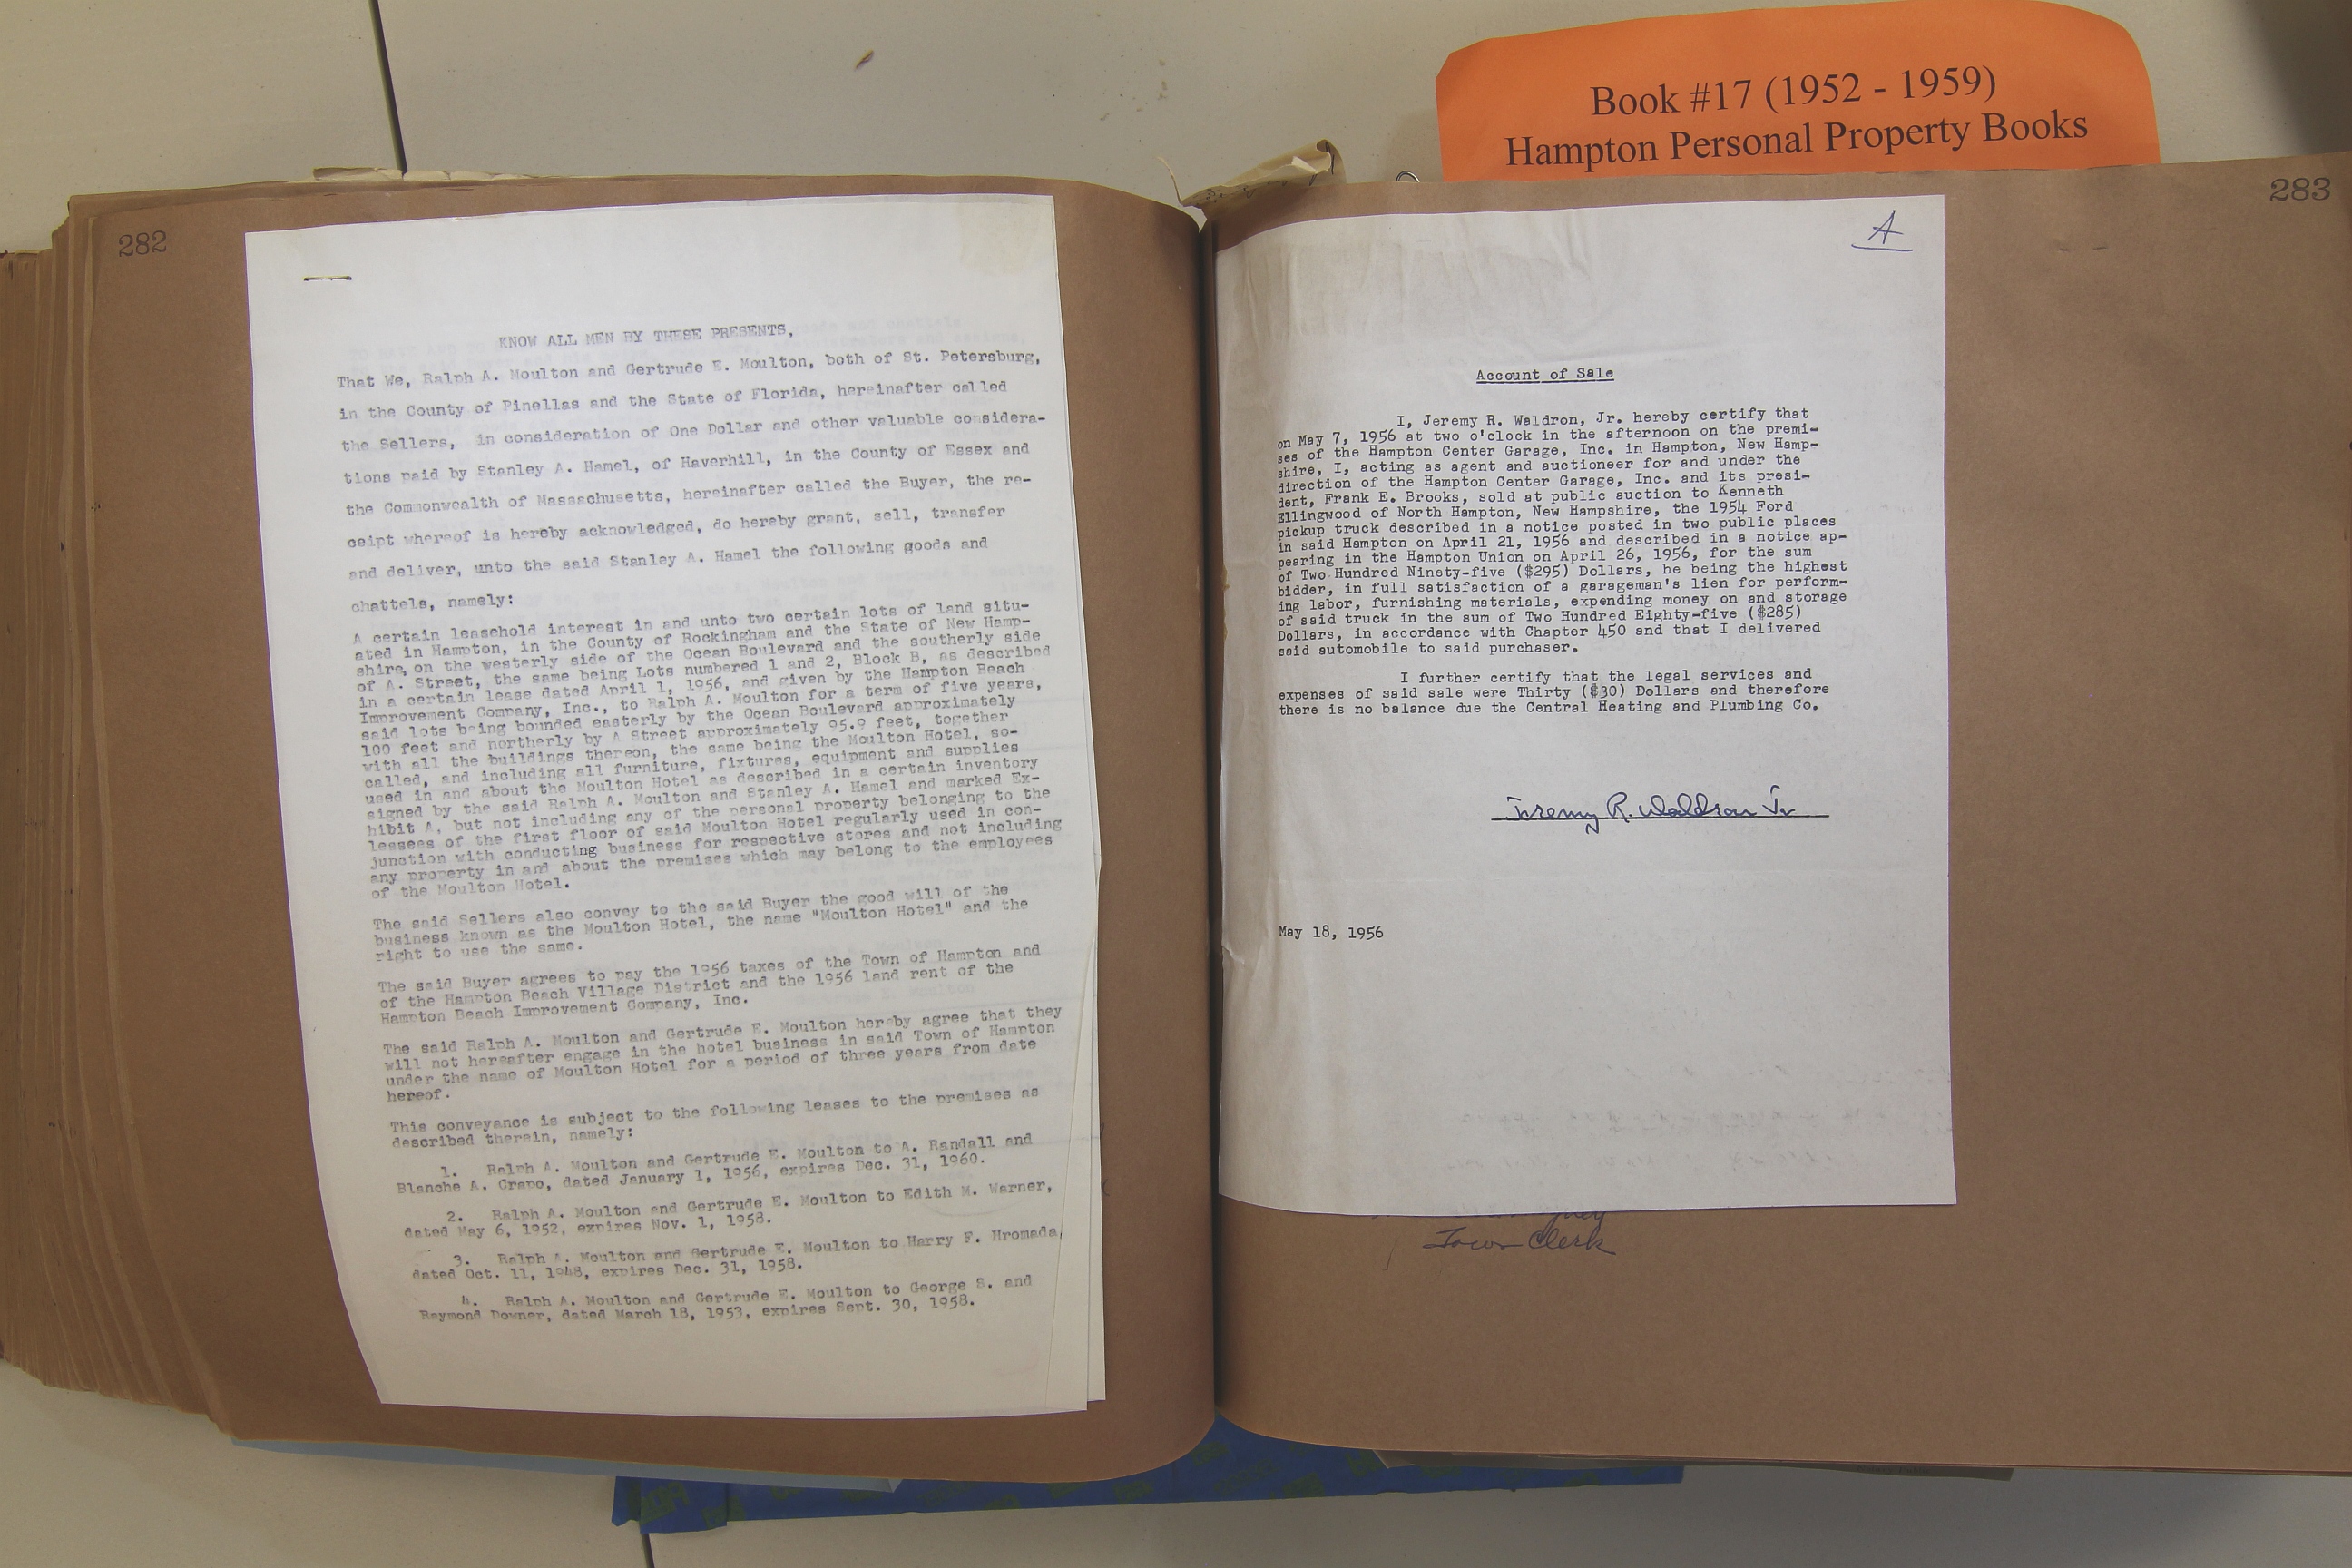 Book #17 (1952 - 1959)
Hampton Personal Property Books
282
KNOW ALL MEN BY THESE PRESENTS,
That We, Ralph A. Moulton and Gertrude E. Moulton, both of St. Petersburg,
in the County of Pinellas and the State of Florida, hereinafter called
the Sellers, in consideration of One Dollar and other valuable considera-
tions paid by Stanley A. Hamel, of Haverhill, in the County of Essex and
the Commonwealth of Massachusetts, hereinafter called the Buyer, the re-
ceipt whereof is hereby acknowledged, do hereby grant, sell, transfer
and deliver, unto the said Stanley A. Hamel the following goods and
chattels, namely:
A certain leasehold interest in and unto two certain lots of land situ-
ated in Hampton, in the County of Rockingham and the State of New Hamp-
shire, on the westerly side of the Ocean Boulevard and the southerly side
of A. Street, the same being Lots numbered 1 and 2, Block B, as described
in a certain lease dated April 1, 1956, and given by the Hampton Beach
Improvement Company, Inc., to Ralph A. Moulton for a term of five years,
said lots being bounded easterly by the Ocean Boulevard approximately
100 feet and northerly by A Street approximately 95.9 feet, together
with all the buildings thereon, the same being the Moulton Hotel, so-
called, and including all furniture, fixtures, equipment and supplies
used in and about the Moulton Hotel as described in a certain inventory
signed by the said Ralph A. Moulton and Stanley A. Hamel and marked Ex-
hibit A, but not including any of the personal property belonging to the
lessees of the first floor of said Moulton Hotel regularly used in con-
junction with conducting business for respective stores and not including
any property in and about the premises which may belong to the employees
of the Moulton Hotel.
The said Sellers also convey to the said Buyer the good will of the
business known as the Moulton Hotel, the name "Moulton Hotel" and the
right to use the same.
The said Buyer agrees to pay the 1956 taxes of the Town of Hampton and
of the Hampton Beach Village District and the 1956 land rent of the
Hampton Beach Improvement Company, Inc.
The said Ralph A. Moulton and Gertrude E. Moulton hereby agree that they
will not hereafter engage in the hotel business in said Town of Hampton
under the name of Moulton Hotel for a period of three years from date
hereof.
This conveyance is subject to the following leases to the premises as
described therein, namely:
1. Ralph A. Moulton and Gertrude E. Moulton to A. Randall and
Blanche A. Crapo, dated January 1, 1956, expires Dec. 31, 1960.
2. Ralph A. Moulton and Gertrude E. Moulton to Edith M. Warner,
dated May 6, 1952, expires Nov. 1, 1958.
3. Ralph A. Moulton and Gertrude E. Moulton to Harry F. Hromada,
dated Oct. 11, 1948, expires Dec. 31, 1958.
4. Ralph A. Moulton and Gertrude E. Moulton to George S. and
Raymond Downer, dated March 18, 1953, expires Sept. 30, 1958.
283
A
Account of Sale
I, Jeremy R. Waldron, Jr. hereby certify that
on May 7, 1956 at two o'clock in the afternoon on the premi-
ses of the Hampton Center Garage, Inc. in Hampton, New Hamp-
shire, I, acting as agent and auctioneer for and under the
direction of the Hampton Center Garage, Inc. and its presi-
dent, Frank E. Brooks, sold at public auction to Kenneth
Ellingwood of North Hampton, New Hampshire, the 1954 Ford
pickup truck described in a notice posted in two public places
in said Hampton on April 21, 1956 and described in a notice ap-
pearing in the Hampton Union on April 26, 1956, for the sum
of Two Hundred Ninety-five ($295) Dollars, he being the highest
bidder, in full satisfaction of a garageman's lien for perform-
ing labor, furnishing materials, expending money on and storage
of said truck in the sum of Two Hundred Eighty-five ($285)
Dollars, in accordance with Chapter 450 and that I delivered
said automobile to said purchaser.
I further certify that the legal services and
expenses of said sale were Thirty ($30) Dollars and therefore
there is no balance due the Central Heating and Plumbing Co.
Jeremy R. Waldron Jr
May 18, 1956
Town Clerk